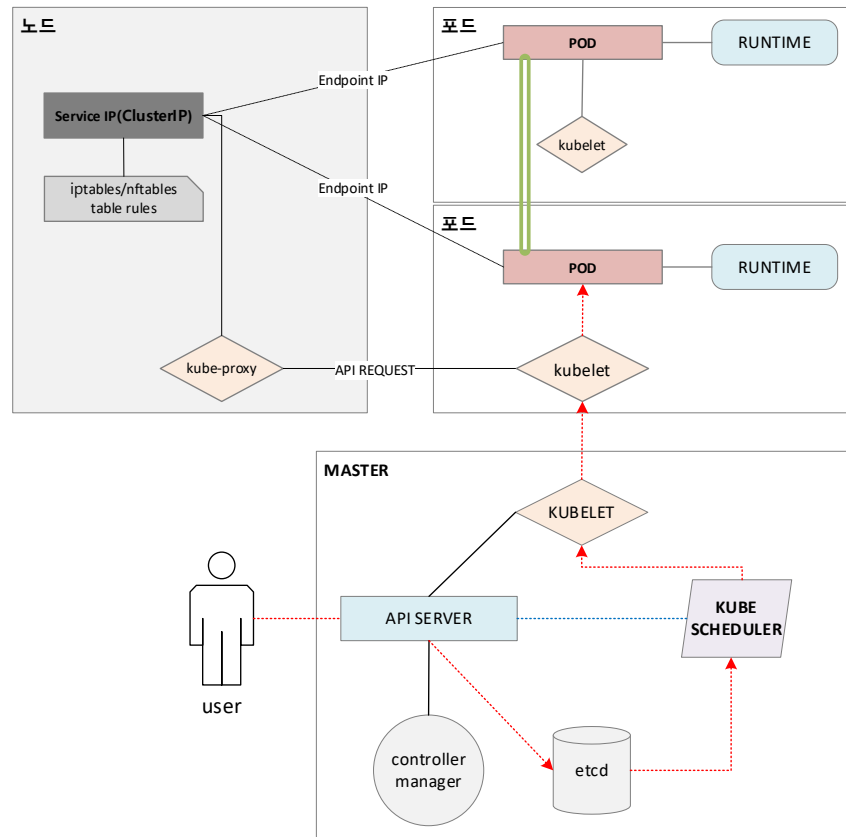 노드
Service IP(ClusterIP)
iptables/nftables
table rules
kube-proxy
Endpoint IP
Endpoint IP
API REQUEST
포드
POD
RUNTIME
kubelet
포드
POD
RUNTIME
kubelet
MASTER
KUBELET
API SERVER
KUBE
SCHEDULER
controller
manager
etcd
user